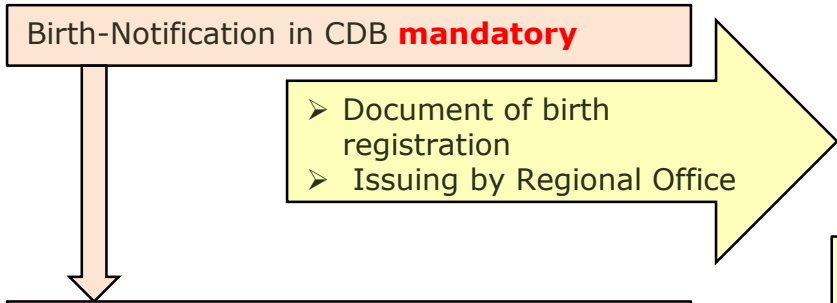 Birth-Notification in CDB mandatory
➢ Document of birth
registration
➢ Issuing by Regional Office